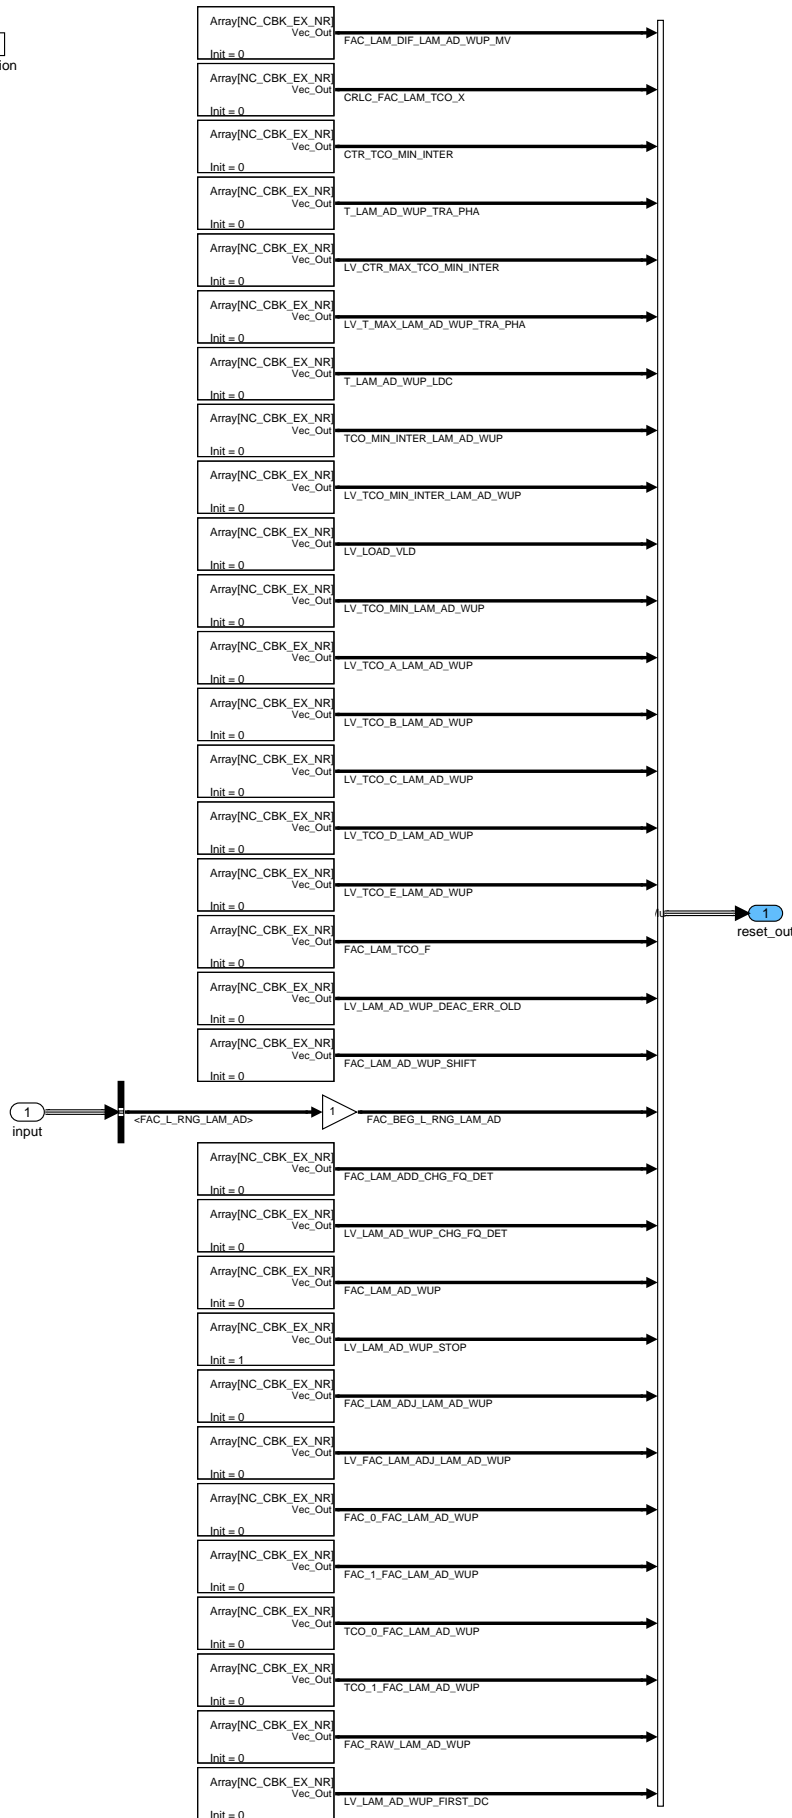 ion
Array[NC_CBK_EX_NR]
Vec_Out
Init = 0
FAC_LAM_DIF_LAM_AD_WUP_MV
Array[NC_CBK_EX_NR]
Vec_Out
Init = 0
CRLC_FAC_LAM_TCO_X
Array[NC_CBK_EX_NR]
Vec_Out
Init = 0
CTR_TCO_MIN_INTER
Array[NC_CBK_EX_NR]
Vec_Out
Init = 0
T_LAM_AD_WUP_TRA_PHA
Array[NC_CBK_EX_NR]
Vec_Out
Init = 0
LV_CTR_MAX_TCO_MIN_INTER
Array[NC_CBK_EX_NR]
Vec_Out
Init = 0
LV_T_MAX_LAM_AD_WUP_TRA_PHA
Array[NC_CBK_EX_NR]
Vec_Out
Init = 0
T_LAM_AD_WUP_LDC
Array[NC_CBK_EX_NR]
Vec_Out
Init = 0
TCO_MIN_INTER_LAM_AD_WUP
Array[NC_CBK_EX_NR]
Vec_Out
Init = 0
LV_TCO_MIN_INTER_LAM_AD_WUP
Array[NC_CBK_EX_NR]
Vec_Out
Init = 0
LV_LOAD_VLD
Array[NC_CBK_EX_NR]
Vec_Out
Init = 0
LV_TCO_MIN_LAM_AD_WUP
Array[NC_CBK_EX_NR]
Vec_Out
Init = 0
LV_TCO_A_LAM_AD_WUP
Array[NC_CBK_EX_NR]
Vec_Out
Init = 0
LV_TCO_B_LAM_AD_WUP
Array[NC_CBK_EX_NR]
Vec_Out
Init = 0
LV_TCO_C_LAM_AD_WUP
Array[NC_CBK_EX_NR]
Vec_Out
Init = 0
LV_TCO_D_LAM_AD_WUP
Array[NC_CBK_EX_NR]
Vec_Out
Init = 0
LV_TCO_E_LAM_AD_WUP
1
reset_out
Array[NC_CBK_EX_NR]
Vec_Out
Init = 0
FAC_LAM_TCO_F
Array[NC_CBK_EX_NR]
Vec_Out
Init = 0
LV_LAM_AD_WUP_DEAC_ERR_OLD
Array[NC_CBK_EX_NR]
Vec_Out
Init = 0
FAC_LAM_AD_WUP_SHIFT
1
input
<FAC_L_RNG_LAM_AD>
1
FAC_BEG_L_RNG_LAM_AD
Array[NC_CBK_EX_NR]
Vec_Out
Init = 0
FAC_LAM_ADD_CHG_FQ_DET
Array[NC_CBK_EX_NR]
Vec_Out
Init = 0
LV_LAM_AD_WUP_CHG_FQ_DET
Array[NC_CBK_EX_NR]
Vec_Out
Init = 0
FAC_LAM_AD_WUP
Array[NC_CBK_EX_NR]
Vec_Out
Init = 1
LV_LAM_AD_WUP_STOP
Array[NC_CBK_EX_NR]
Vec_Out
Init = 0
FAC_LAM_ADJ_LAM_AD_WUP
Array[NC_CBK_EX_NR]
Vec_Out
Init = 0
LV_FAC_LAM_ADJ_LAM_AD_WUP
Array[NC_CBK_EX_NR]
Vec_Out
Init = 0
FAC_0_FAC_LAM_AD_WUP
Array[NC_CBK_EX_NR]
Vec_Out
Init = 0
FAC_1_FAC_LAM_AD_WUP
Array[NC_CBK_EX_NR]
Vec_Out
Init = 0
TCO_0_FAC_LAM_AD_WUP
Array[NC_CBK_EX_NR]
Vec_Out
Init = 0
TCO_1_FAC_LAM_AD_WUP
Array[NC_CBK_EX_NR]
Vec_Out
Init = 0
FAC_RAW_LAM_AD_WUP
Array[NC_CBK_EX_NR]
Vec_Out
Init = 0
LV_LAM_AD_WUP_FIRST_DC